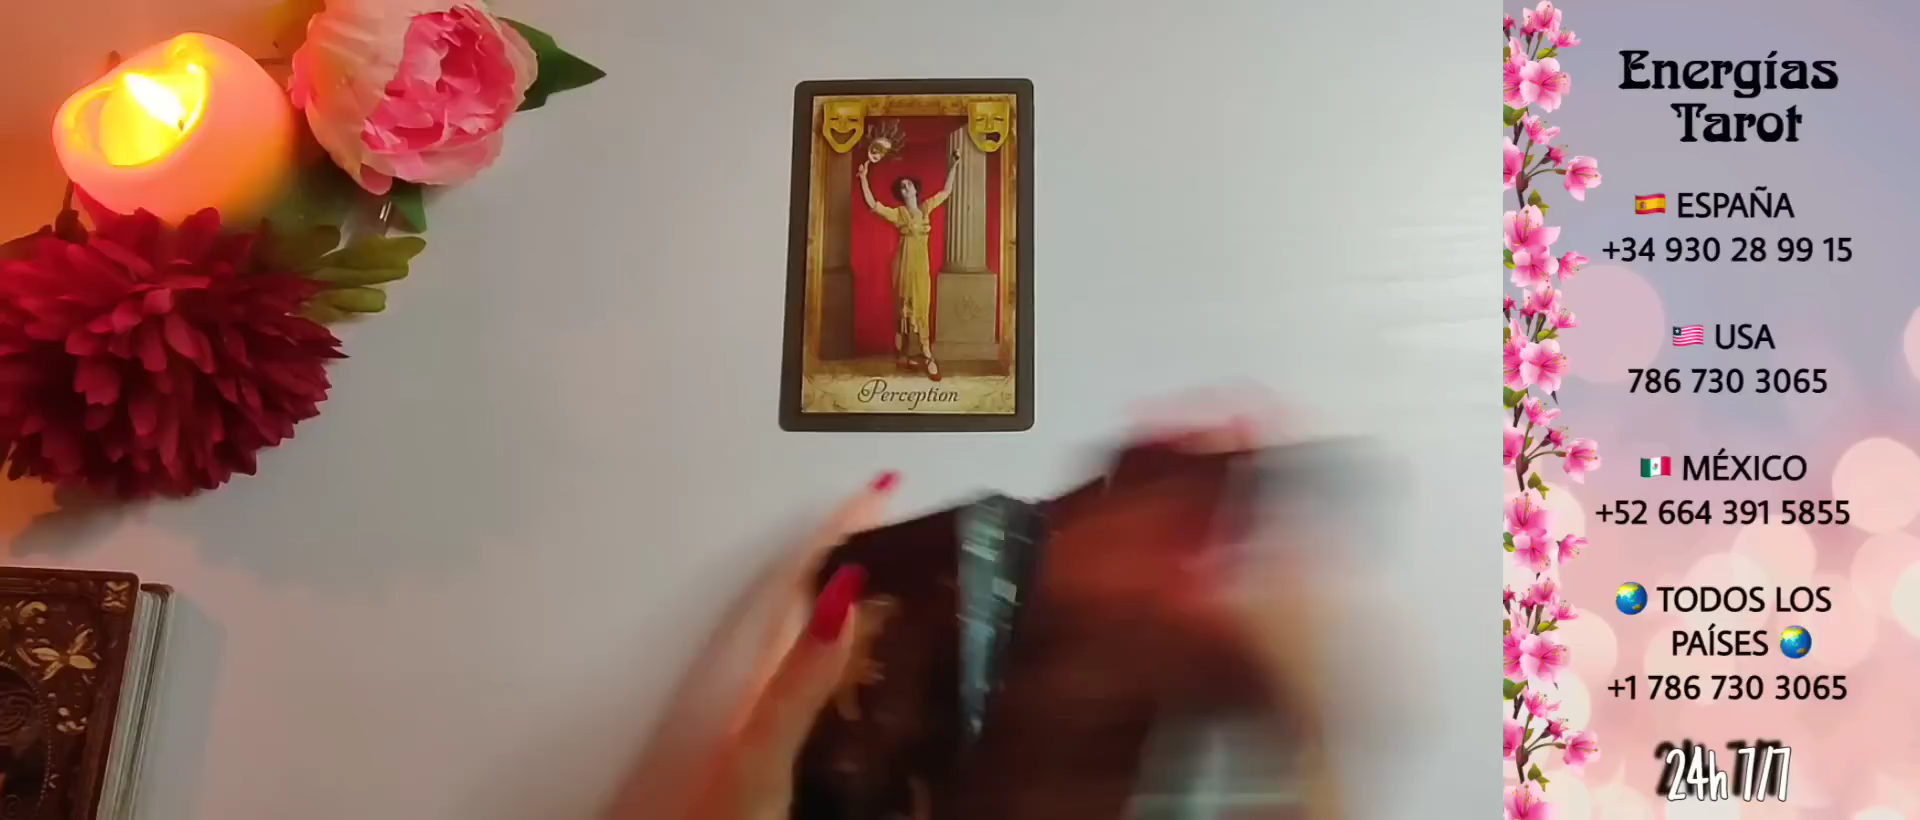 Perception
Energías
Tarot
ESPAÑA
+34 930 28 99 15
USA
786 730 3065
MÉXICO
+52 664 391 5855
TODOS LOS
PAÍSES
+1 786 730 3065
24h 7/7